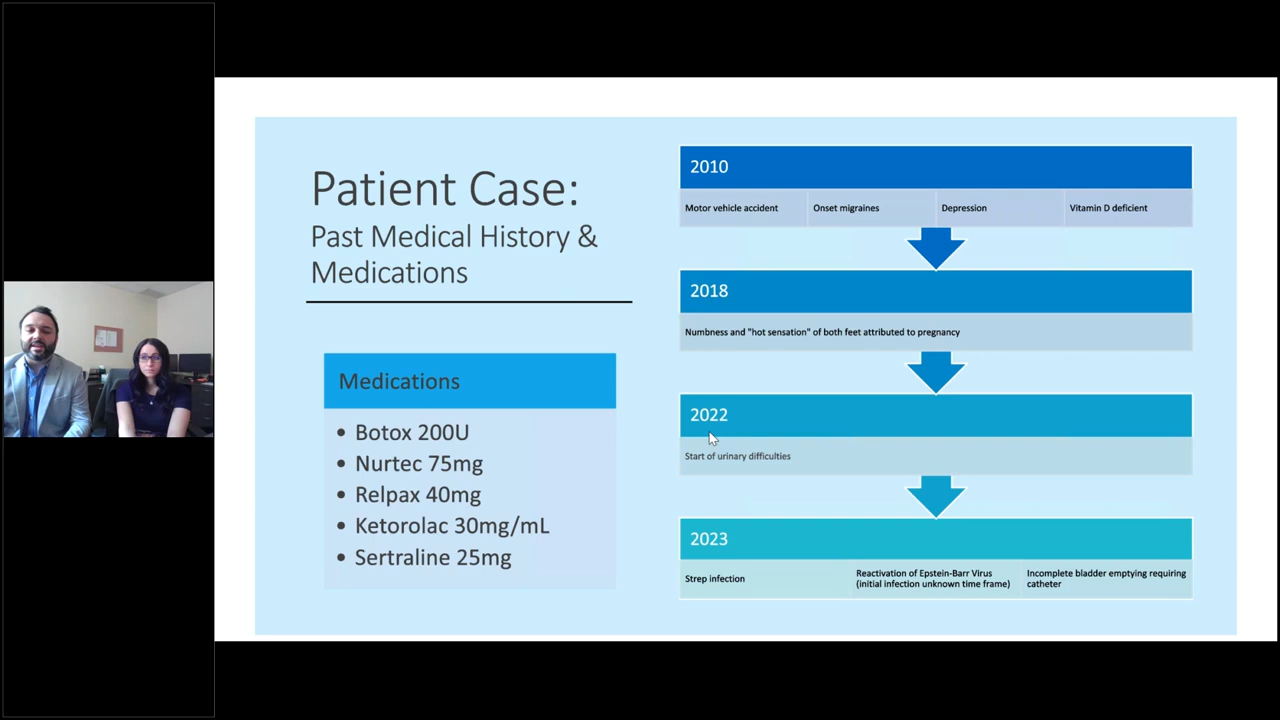 Patient Case:
Past Medical History &
Medications
Medications
• Botox 200U
• Nurtec 75mg
• Relpax 40mg
• Ketorolac 30mg/mL
• Sertraline 25mg
2010
Motor vehicle accident
Onset migraines
Depression
Vitamin D deficient
2018
Numbness and "hot sensation" of both feet attributed to pregnancy
2022
Start of urinary difficulties
2023
Strep infection
Reactivation of Epstein-Barr Virus
(initial infection unknown time frame)
Incomplete bladder emptying requiring
catheter